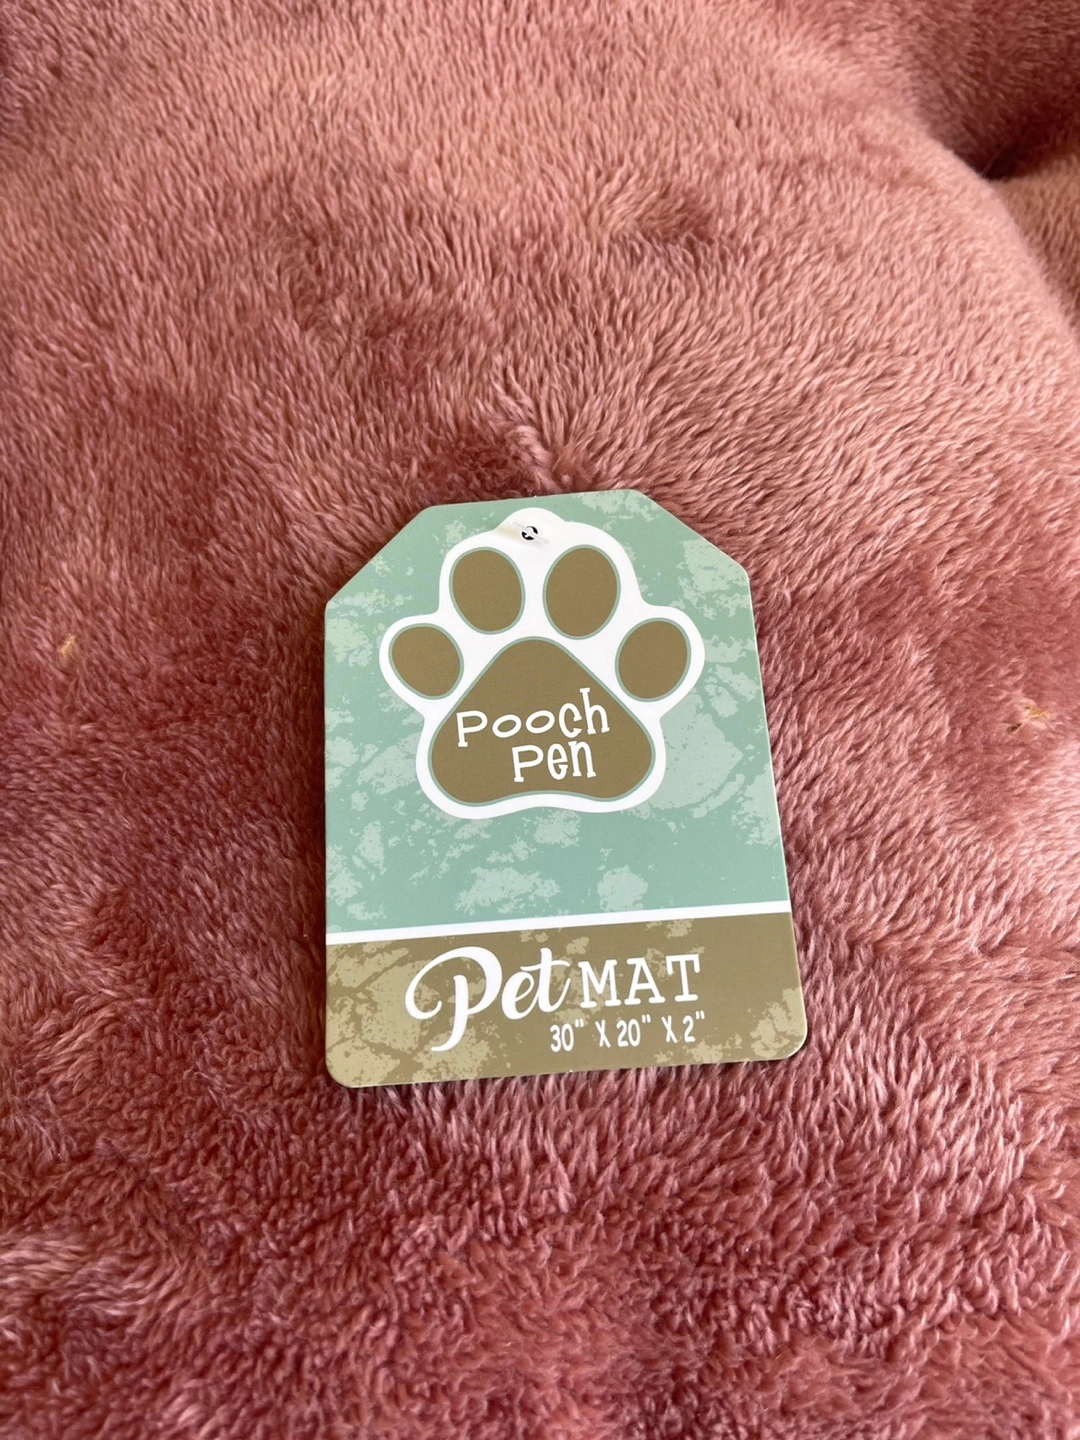 Pooch
Pen
Pet MAT
30" X 20" X 2"